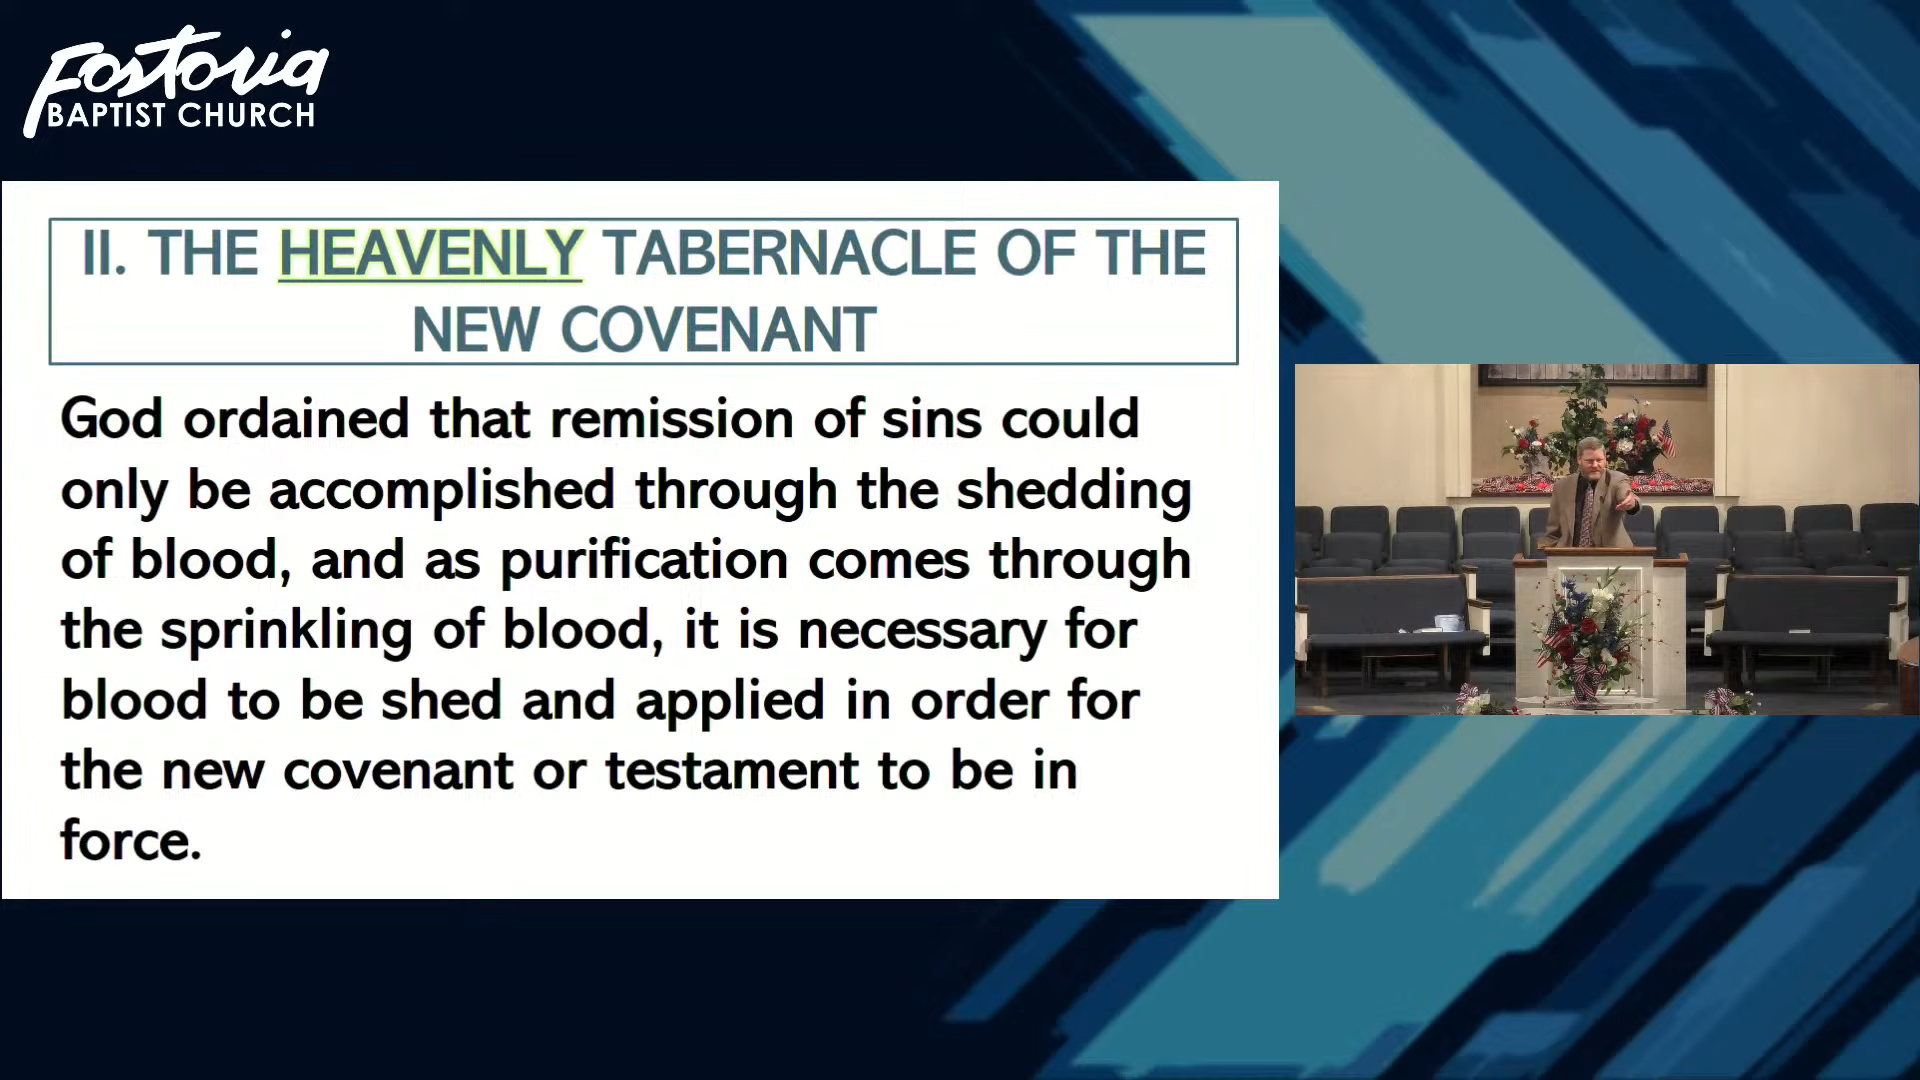 Fostoria
BAPTIST CHURCH
II. THE HEAVENLY TABERNACLE OF THE
NEW COVENANT
God ordained that remission of sins could
only be accomplished through the shedding
of blood, and as purification comes through
the sprinkling of blood, it is necessary for
blood to be shed and applied in order for
the new covenant or testament to be in
force.